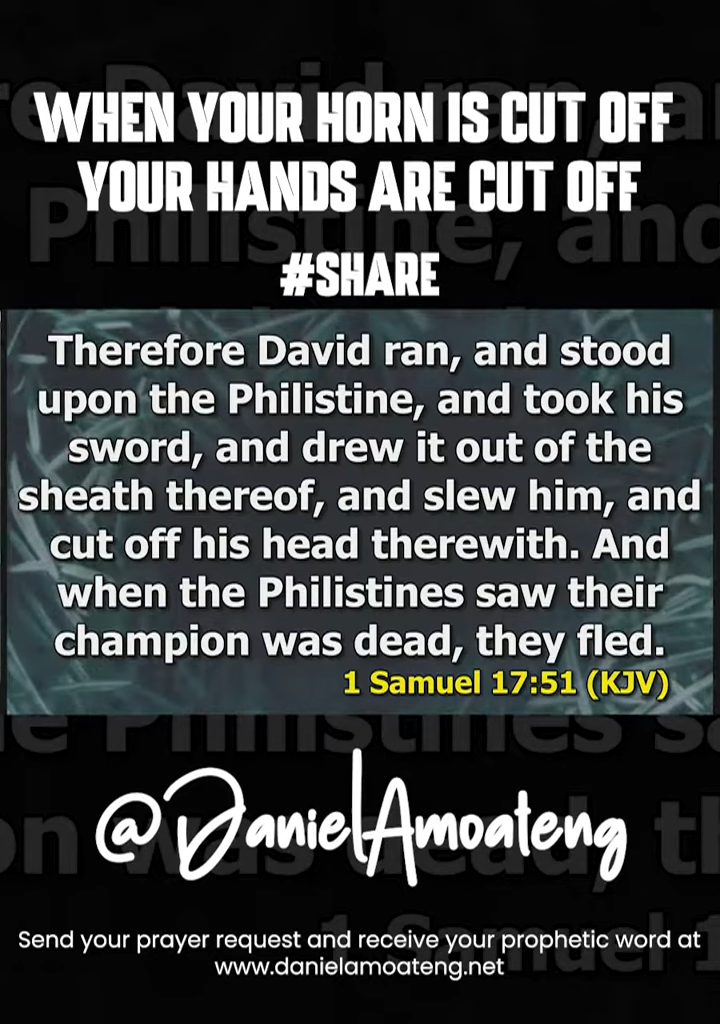 WHEN YOUR HORN IS CUT OFF
YOUR HANDS ARE CUT OFF
#SHARE
Therefore David ran, and stood
upon the Philistine, and took his
sword, and drew it out of the
sheath thereof, and slew him, and
cut off his head therewith. And
when the Philistines saw their
champion was dead, they fled.
1 Samuel 17:51 (KJV)
@DanielAmoateng
Send your prayer request and receive your prophetic word at
www.danielamoateng.net